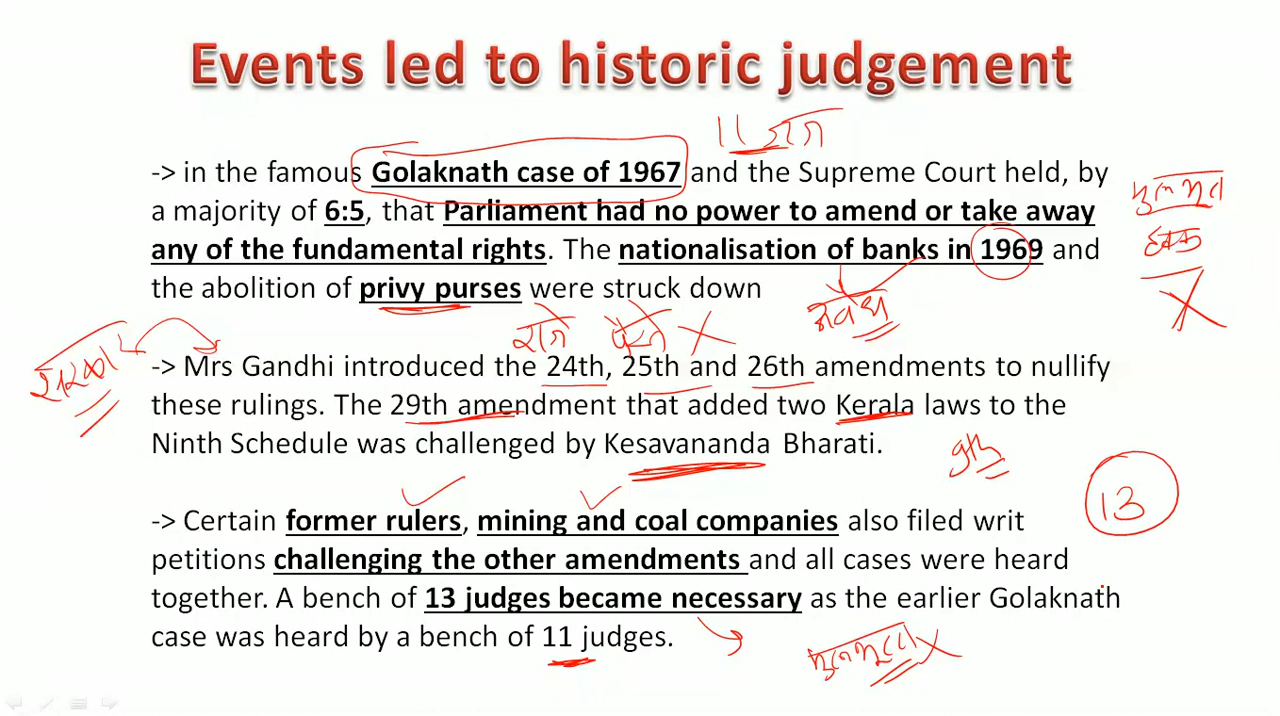 Events led to historic judgement
11 जज
-> in the famous Golaknath case of 1967 and the Supreme Court held, by
a majority of 6:5, that Parliament had no power to amend or take away
any of the fundamental rights. The nationalisation of banks in 1969 and
the abolition of privy purses were struck down
-> Mrs Gandhi introduced the 24th, 25th and 26th amendments to nullify
these rulings. The 29th amendment that added two Kerala laws to the
Ninth Schedule was challenged by Kesavananda Bharati.
9th
13
-> Certain former rulers, mining and coal companies also filed writ
petitions challenging the other amendments and all cases were heard
together. A bench of 13 judges became necessary as the earlier Golaknath
case was heard by a bench of 11 judges.